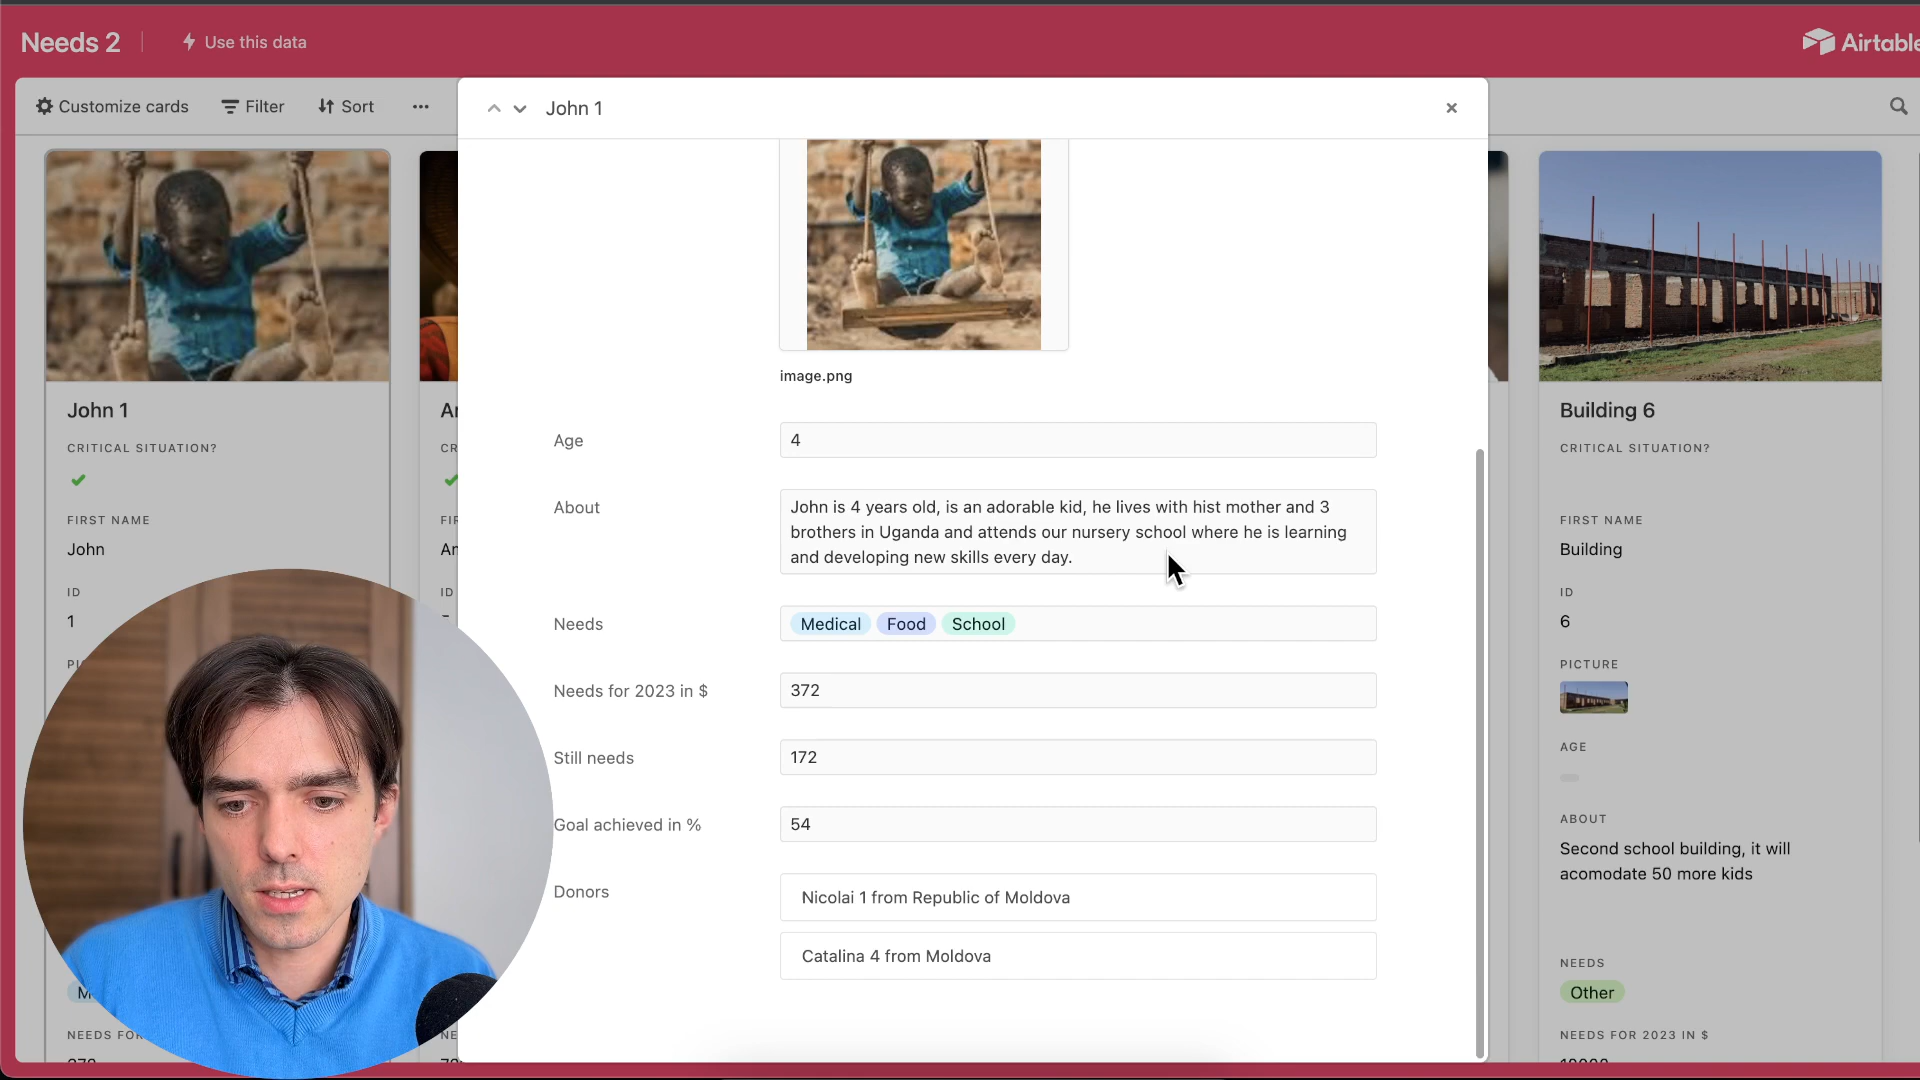 Needs 2
Use this data
Airtable
Customize cards
Filter
Sort
John 1
John 1
CRITICAL SITUATION?
FIRST NAME
John
ID
1
image.png
Age
4
About
John is 4 years old, is an adorable kid, he lives with hist mother and 3
brothers in Uganda and attends our nursery school where he is learning
and developing new skills every day.
Needs
Medical
Food
School
Needs for 2023 in $
372
Still needs
172
Goal achieved in %
54
Donors
Nicolai 1 from Republic of Moldova
Catalina 4 from Moldova
ID
NEEDS FOR
Building 6
CRITICAL SITUATION?
FIRST NAME
Building
ID
6
PICTURE
AGE
ABOUT
Second school building, it will
acomodate 50 more kids
NEEDS
Other
NEEDS FOR 2023 IN $